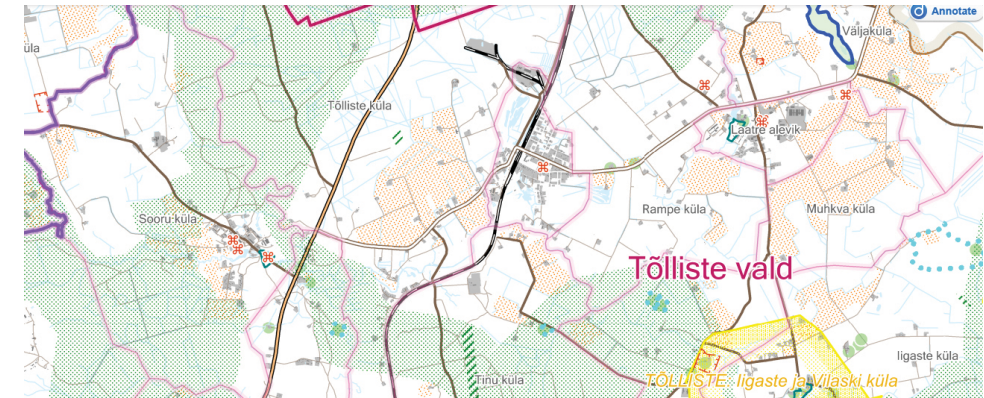 Annotate
Väljaküla
üla
Tõlliste küla
Laatre alevik
Sooru küla
Rampe küla
Muhkva küla
Tõlliste vald
Iigaste küla
Tinu küla
TÕLLISTE: Iigaste ja Vilaski küla